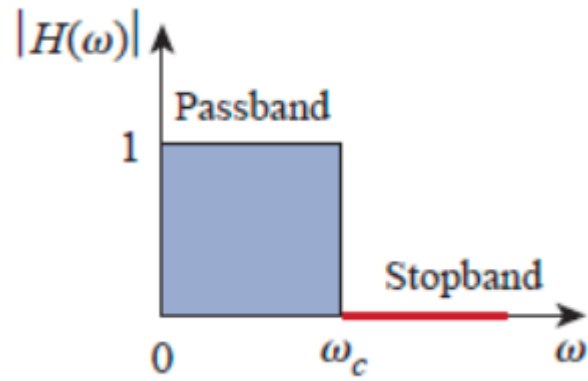 |H(ω)|
Passband
1
Stopband
0
ω_c
ω